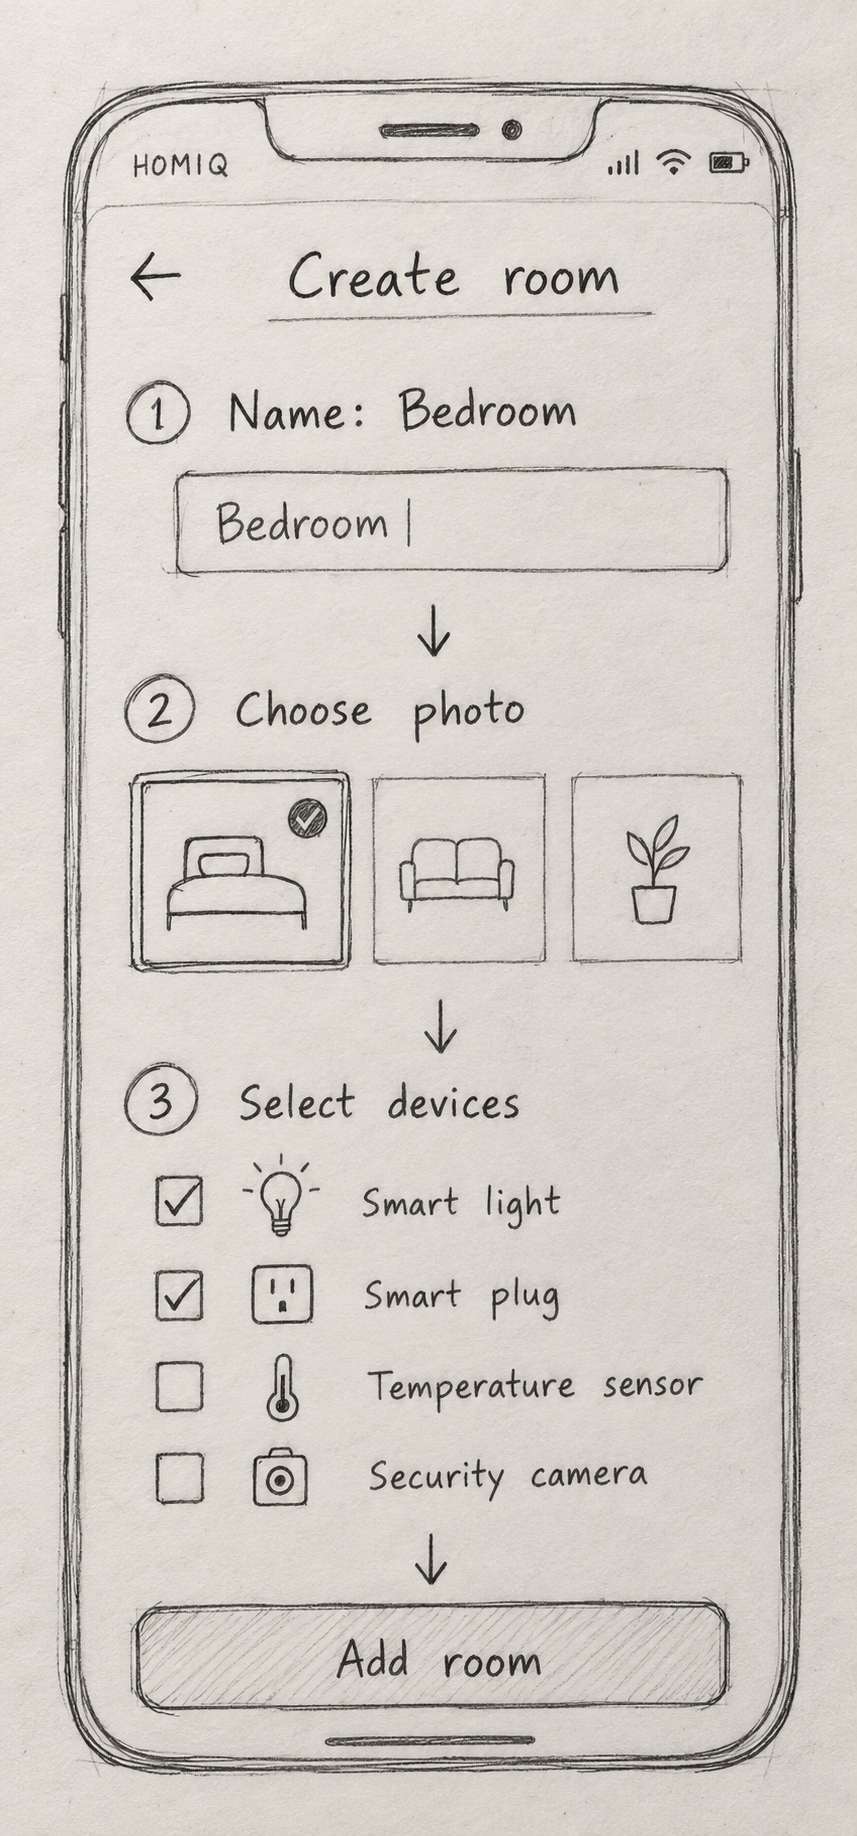 HOMIQ
Create room
1 Name: Bedroom
Bedroom
2 Choose photo
3 Select devices
Smart light
Smart plug
Temperature sensor
Security camera
Add room